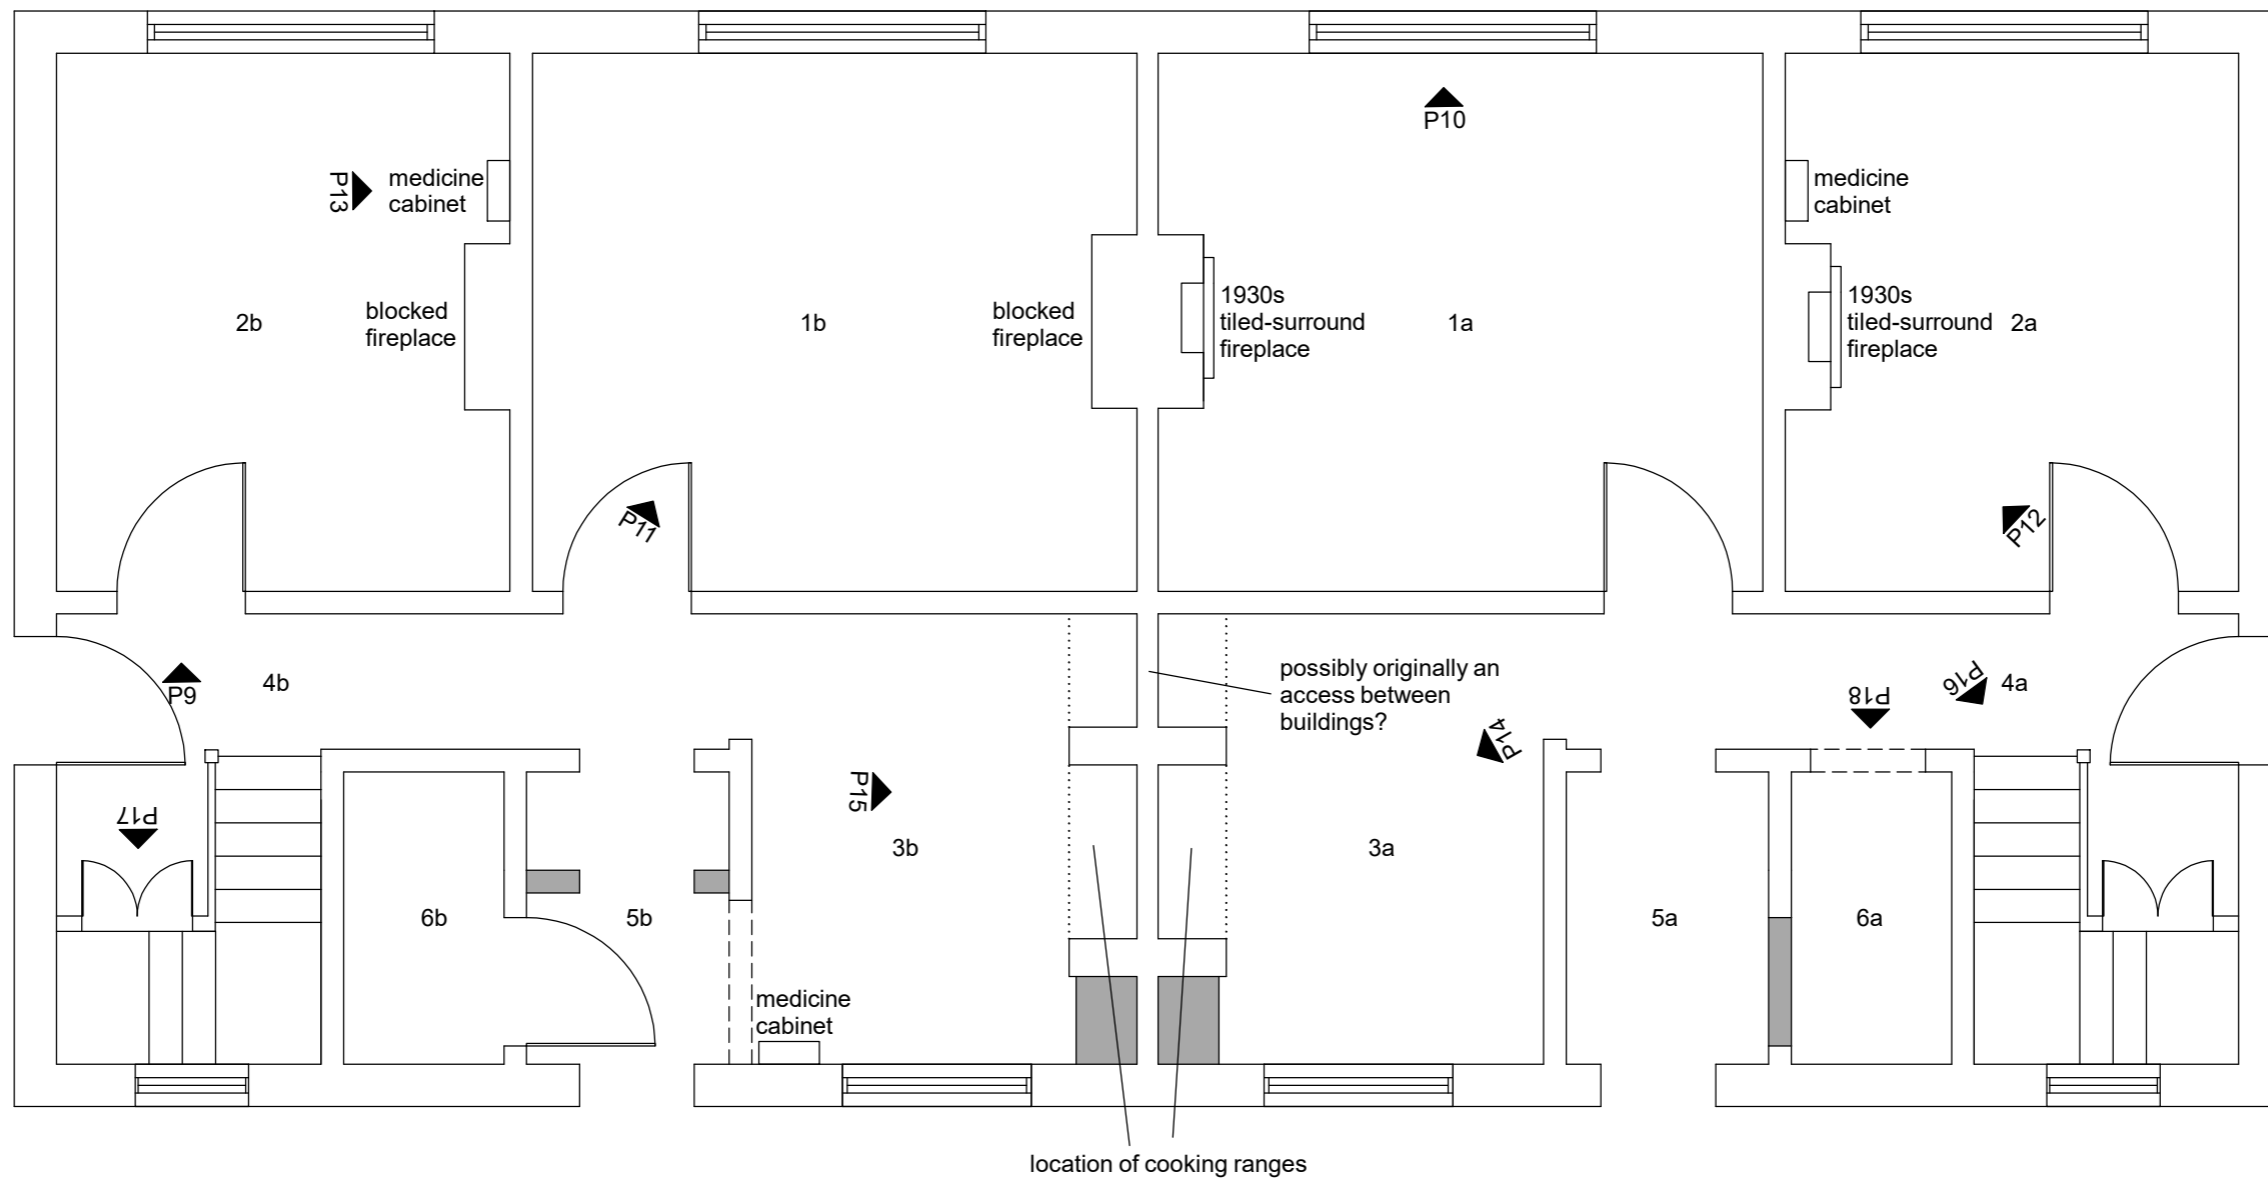 P10
P13
medicine
cabinet
medicine
cabinet
2b
blocked
fireplace
1b
blocked
fireplace
1930s
tiled-surround
fireplace
1a
1930s
tiled-surround
fireplace
2a
P11
P12
P9
4b
possibly originally an
access between
buildings?
P14
P18
P16
4a
P17
P15
3b
3a
6b
5b
5a
6a
medicine
cabinet
location of cooking ranges